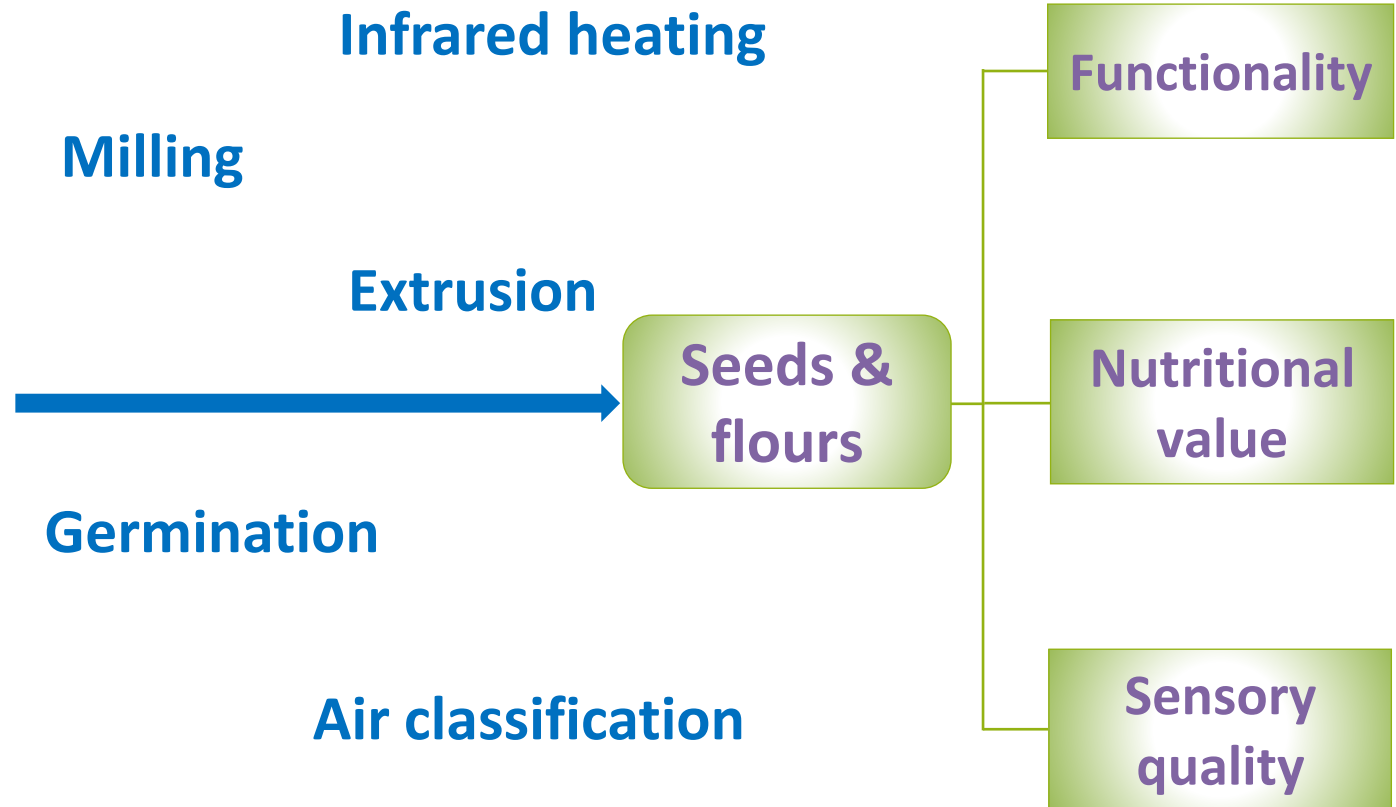 Infrared heating
Functionality
Milling
Extrusion
Seeds &
flours
Nutritional
value
Germination
Air classification
Sensory
quality